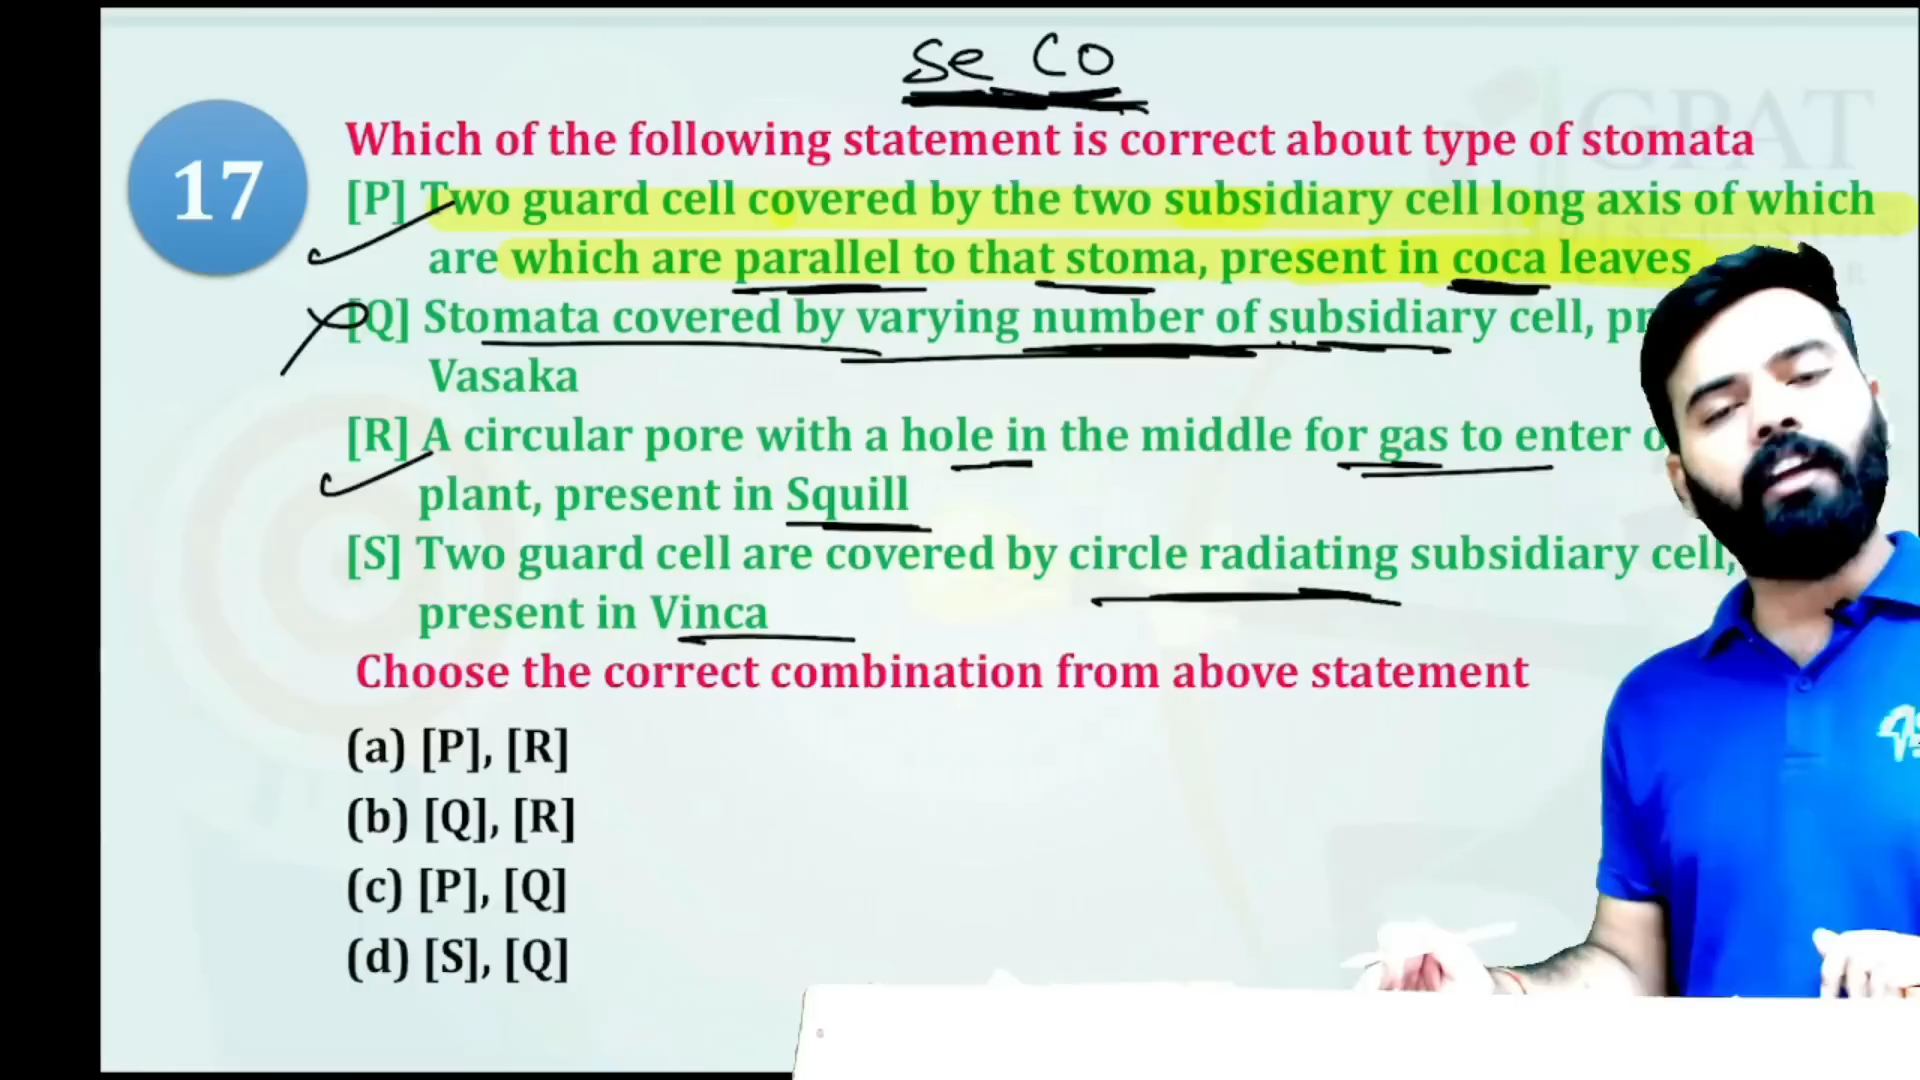 Se CO
17
Which of the following statement is correct about type of stomata
[P] Two guard cell covered by the two subsidiary cell long axis of which
are which are parallel to that stoma, present in coca leaves
[Q] Stomata covered by varying number of subsidiary cell,
Vasaka
[R] A circular pore with a hole in the middle for gas to enter
plant, present in Squill
[S] Two guard cell are covered by circle radiating subsidiary cell,
present in Vinca
Choose the correct combination from above statement
(a) [P], [R]
(b) [Q], [R]
(c) [P], [Q]
(d) [S], [Q]
GPAT